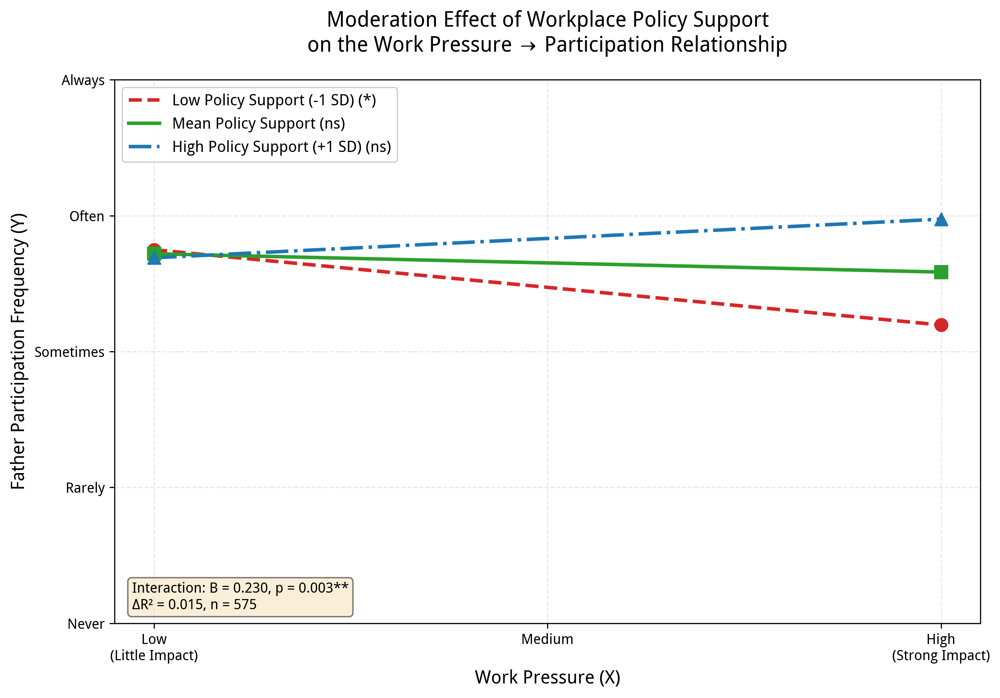 Moderation Effect of Workplace Policy Support
on the Work Pressure → Participation Relationship
Always
Often
Sometimes
Rarely
Never
Father Participation Frequency (Y)
Low Policy Support (-1 SD) (*)
Mean Policy Support (ns)
High Policy Support (+1 SD) (ns)
Interaction: B = 0.230, p = 0.003**
ΔR² = 0.015, n = 575
Low
(Little Impact)
Medium
High
(Strong Impact)
Work Pressure (X)